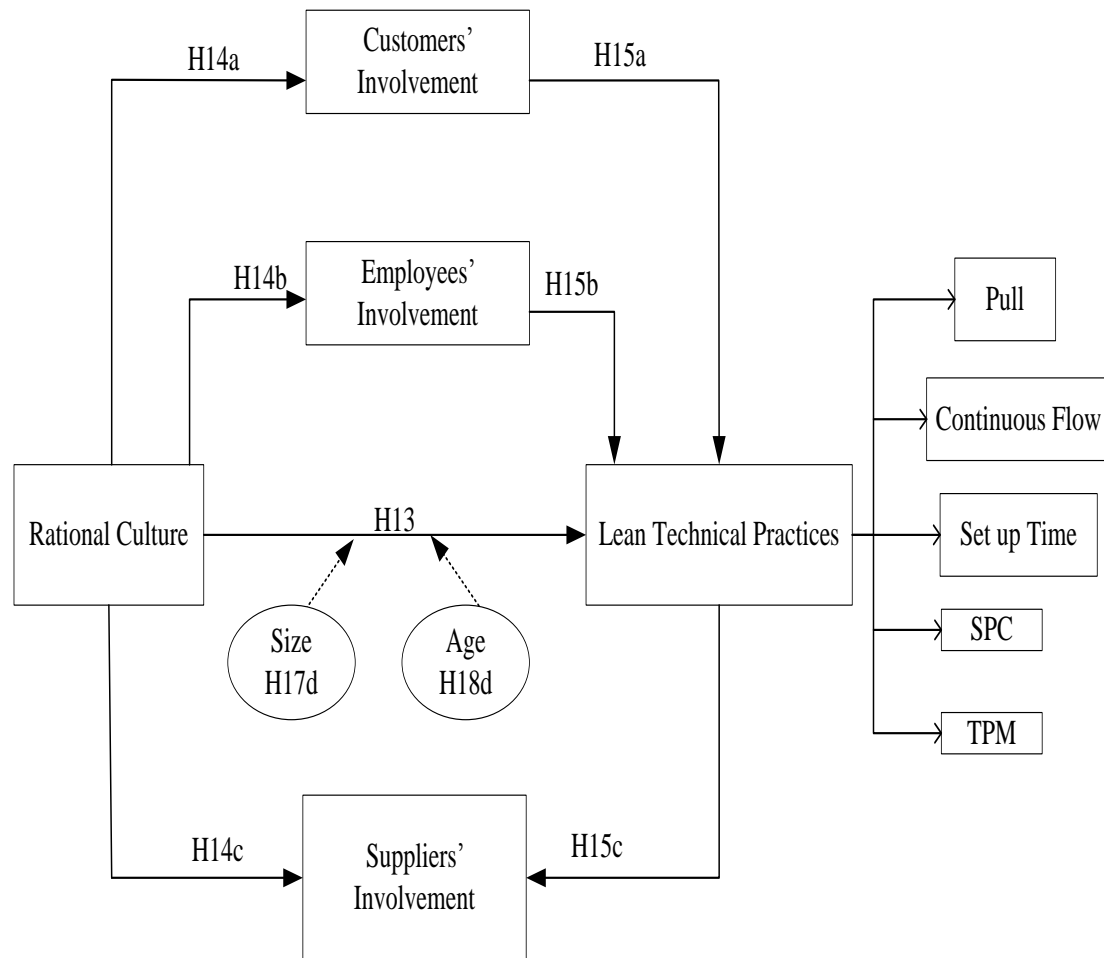 Customers’
Involvement
H14a
H15a
Employees’
Involvement
H14b
H15b
Pull
Continuous Flow
Rational Culture
H13
Lean Technical Practices
Set up Time
Size
H17d
Age
H18d
SPC
TPM
Suppliers’
Involvement
H14c
H15c